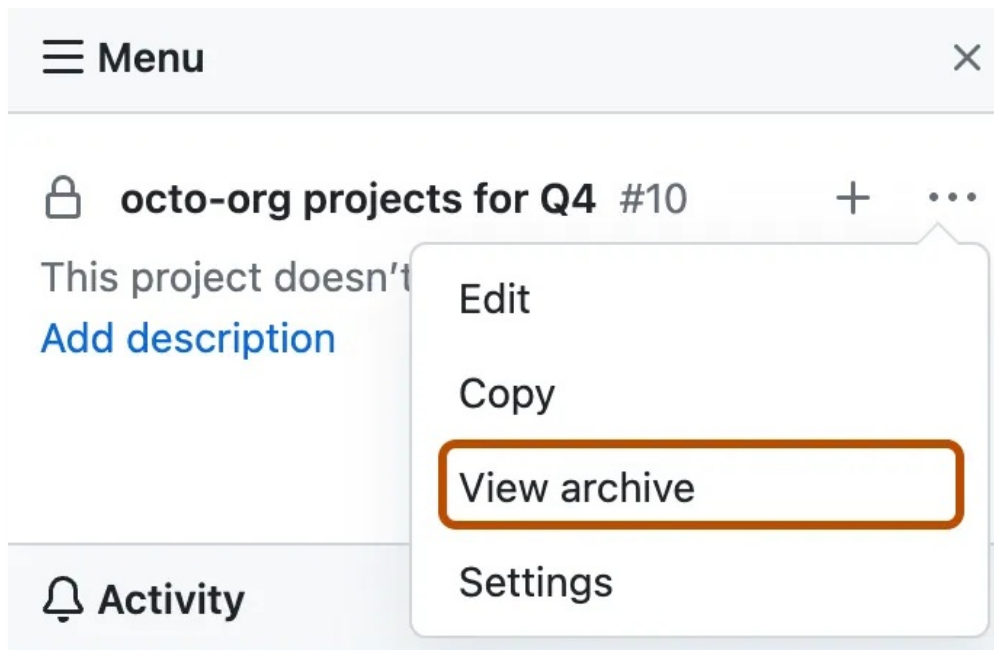 Menu
octo-org projects for Q4 #10
This project doesn’t
Add description
Edit
Copy
View archive
Settings
Activity